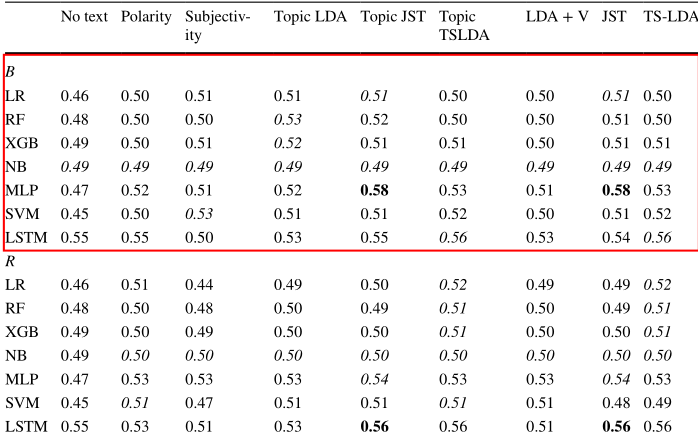 No text Polarity Subjectiv- Topic LDA Topic JST Topic LDA + V JST TS-LDA
ity TSLDA
B
LR 0.46 0.50 0.51 0.51 0.51 0.50 0.50 0.51 0.50
RF 0.48 0.50 0.50 0.53 0.52 0.50 0.50 0.51 0.50
XGB 0.49 0.50 0.51 0.52 0.51 0.51 0.50 0.51 0.51
NB 0.49 0.49 0.49 0.49 0.49 0.49 0.49 0.49 0.49
MLP 0.47 0.52 0.51 0.52 0.58 0.53 0.51 0.58 0.53
SVM 0.45 0.50 0.53 0.51 0.51 0.52 0.50 0.51 0.52
LSTM 0.55 0.55 0.50 0.53 0.55 0.56 0.53 0.54 0.56
R
LR 0.46 0.51 0.44 0.49 0.50 0.52 0.49 0.49 0.52
RF 0.48 0.50 0.48 0.50 0.49 0.51 0.50 0.49 0.51
XGB 0.49 0.50 0.49 0.50 0.50 0.51 0.50 0.50 0.51
NB 0.49 0.50 0.50 0.50 0.50 0.50 0.50 0.50 0.50
MLP 0.47 0.53 0.53 0.53 0.54 0.53 0.53 0.54 0.53
SVM 0.45 0.51 0.47 0.51 0.51 0.51 0.51 0.48 0.49
LSTM 0.55 0.53 0.51 0.53 0.56 0.56 0.51 0.56 0.56